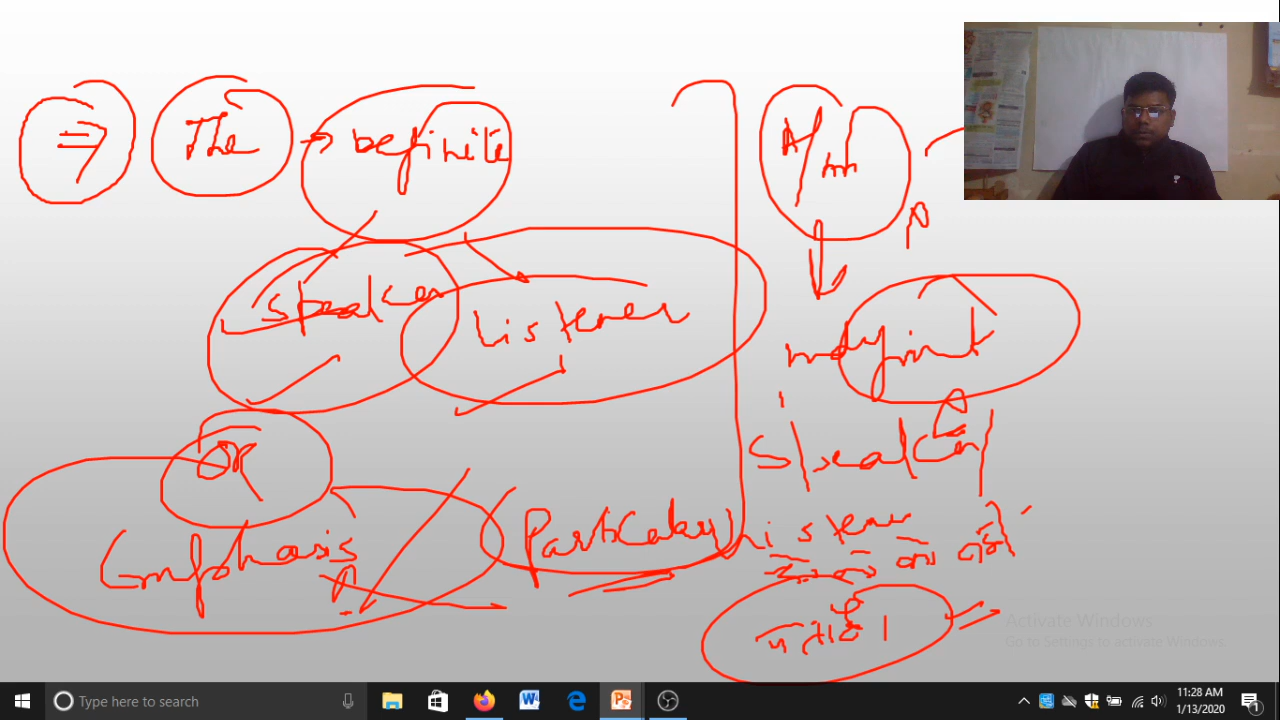 ⇒ The → Definite
Speaker Listener
OR
Emphasis Particular
A/An
Speaker
Listener
Activate Windows
Go to Settings to activate Windows.
Type here to search
11:28 AM
1/13/2020